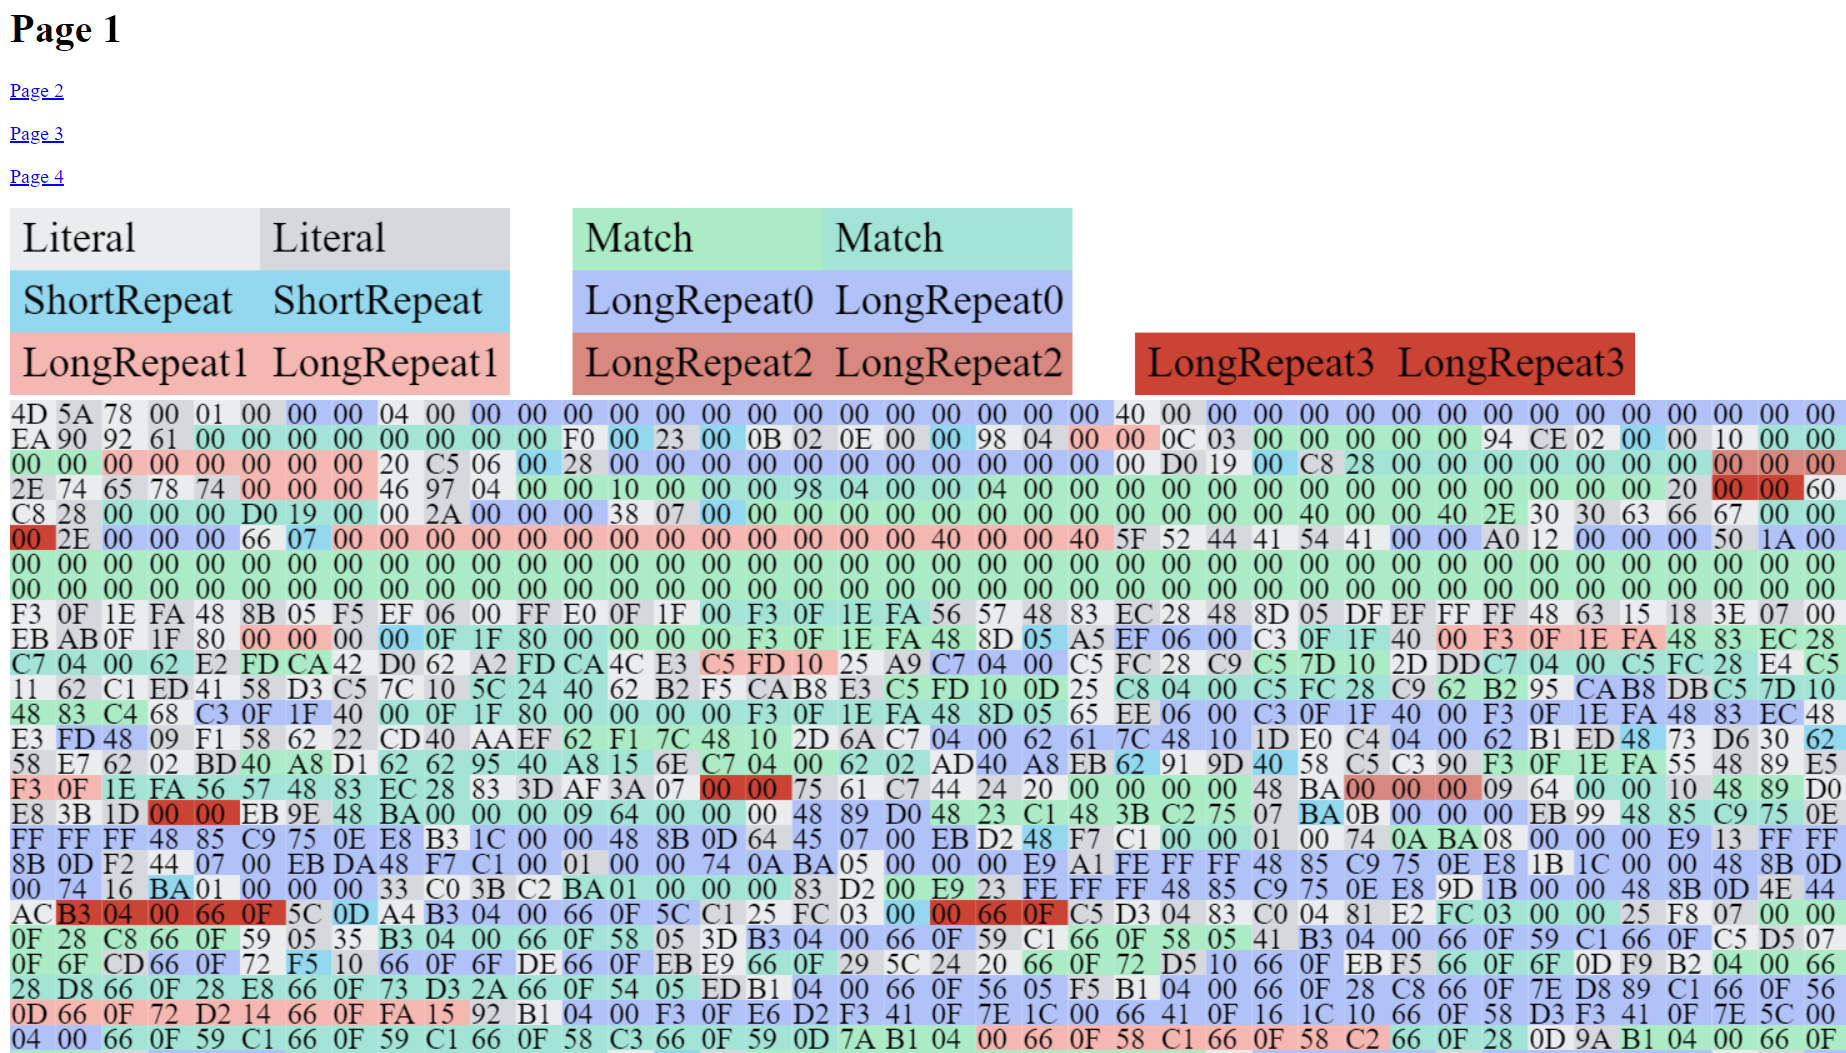 Page 1
Page 2
Page 3
Page 4
Literal Literal Match Match
ShortRepeat ShortRepeat LongRepeat0 LongRepeat0
LongRepeat1 LongRepeat1 LongRepeat2 LongRepeat2 LongRepeat3 LongRepeat3
4D 5A 78 00 01 00 00 00 04 00 00 00 00 00 00 00 00 00 00 00 00 00 00 00 40 00 00 00 00 00 00 00 00 00 00 00 00 00 00 00
EA 90 92 61 00 00 00 00 00 00 00 00 F0 00 23 00 0B 02 0E 00 00 98 04 00 00 0C 03 00 00 00 00 00 94 CE 02 00 00 10 00 00
00 00 00 00 00 00 00 00 20 C5 06 00 28 00 00 00 00 00 00 00 00 00 00 00 00 D0 19 00 C8 28 00 00 00 00 00 00 00 00 00 00
2E 74 65 78 74 00 00 00 46 97 04 00 00 10 00 00 00 98 04 00 00 04 00 00 00 00 00 00 00 00 00 00 00 00 00 00 20 00 00 60
C8 28 00 00 00 D0 19 00 00 2A 00 00 00 38 07 00 00 00 00 00 00 00 00 00 00 00 00 00 40 00 00 40 2E 30 30 63 66 67 00 00
00 2E 00 00 00 66 07 00 00 00 00 00 00 00 00 00 00 00 00 00 40 00 00 40 5F 52 44 41 54 41 00 00 A0 12 00 00 00 50 1A 00
00 00 00 00 00 00 00 00 00 00 00 00 00 00 00 00 00 00 00 00 00 00 00 00 00 00 00 00 00 00 00 00 00 00 00 00 00 00 00 00
00 00 00 00 00 00 00 00 00 00 00 00 00 00 00 00 00 00 00 00 00 00 00 00 00 00 00 00 00 00 00 00 00 00 00 00 00 00 00 00
F3 0F 1E FA 48 8B 05 F5 EF 06 00 FF E0 0F 1F 00 F3 0F 1E FA 56 57 48 83 EC 28 48 8D 05 DF EF FF FF 48 63 15 18 3E 07 00
EB AB 0F 1F 80 00 00 00 00 0F 1F 80 00 00 00 00 F3 0F 1E FA 48 8D 05 A5 EF 06 00 C3 0F 1F 40 00 F3 0F 1E FA 48 83 EC 28
C7 04 00 62 E2 FD CA 42 D0 62 A2 FD CA 4C E3 C5 FD 10 25 A9 C7 04 00 C5 FC 28 C9 C5 7D 10 2D DD C7 04 00 C5 FC 28 E4 C5
11 62 C1 ED 41 58 D3 C5 7C 10 5C 24 40 62 B2 F5 CA B8 E3 C5 FD 10 0D 25 C8 04 00 C5 FC 28 C9 62 B2 95 CA B8 DB C5 7D 10
48 83 C4 68 C3 0F 1F 40 00 0F 1F 80 00 00 00 00 F3 0F 1E FA 48 8D 05 65 EE 06 00 C3 0F 1F 40 00 F3 0F 1E FA 48 83 EC 48
E3 FD 48 09 F1 58 62 22 CD 40 AA EF 62 F1 7C 48 10 2D 6A C7 04 00 62 61 7C 48 10 1D E0 C4 04 00 62 B1 ED 48 73 D6 30 62
58 E7 62 02 BD 40 A8 D1 62 62 95 40 A8 15 6E C7 04 00 62 02 AD 40 A8 EB 62 91 9D 40 58 C5 C3 90 F3 0F 1E FA 55 48 89 E5
F3 0F 1E FA 56 57 48 83 EC 28 83 3D AF 3A 07 00 00 75 61 C7 44 24 20 00 00 00 00 48 BA 00 00 00 09 64 00 00 10 48 89 D0
E8 3B 1D 00 00 EB 9E 48 BA 00 00 00 09 64 00 00 00 48 89 D0 48 23 C1 48 3B C2 75 07 BA 0B 00 00 00 EB 99 48 85 C9 75 0E
FF FF FF 48 85 C9 75 0E E8 B3 1C 00 00 48 8B 0D 64 45 07 00 EB D2 48 F7 C1 00 00 01 00 74 0A BA 08 00 00 00 E9 13 FF FF
8B 0D F2 44 07 00 EB DA 48 F7 C1 00 01 00 00 74 0A BA 05 00 00 00 E9 A1 FE FF FF 48 85 C9 75 0E E8 1B 1C 00 00 48 8B 0D
00 74 16 BA 01 00 00 00 33 C0 3B C2 BA 01 00 00 00 83 D2 00 E9 23 FE FF FF 48 85 C9 75 0E E8 9D 1B 00 00 48 8B 0D 4E 44
AC B3 04 00 66 0F 5C 0D A4 B3 04 00 66 0F 5C C1 25 FC 03 00 00 66 0F C5 D3 04 83 C0 04 81 E2 FC 03 00 00 25 F8 07 00 00
0F 28 C8 66 0F 59 05 35 B3 04 00 66 0F 58 05 3D B3 04 00 66 0F 59 C1 66 0F 58 05 41 B3 04 00 66 0F 59 C1 66 0F C5 D5 07
0F 6F CD 66 0F 72 F5 10 66 0F 6F DE 66 0F EB E9 66 0F 29 5C 24 20 66 0F 72 D5 10 66 0F EB F5 66 0F 6F 0D F9 B2 04 00 66
28 D8 66 0F 28 E8 66 0F 73 D3 2A 66 0F 54 05 ED B1 04 00 66 0F 56 05 F5 B1 04 00 66 0F 28 C8 66 0F 7E D8 89 C1 66 0F 56
0D 66 0F 72 D2 14 66 0F FA 15 92 B1 04 00 F3 0F E6 D2 F3 41 0F 7E 1C 00 66 41 0F 16 1C 10 66 0F 58 D3 F3 41 0F 7E 5C 00
04 00 66 0F 59 C1 66 0F 59 C1 66 0F 58 C3 66 0F 59 0D 7A B1 04 00 66 0F 58 C1 66 0F 58 C2 66 0F 28 0D 9A B1 04 00 66 0F